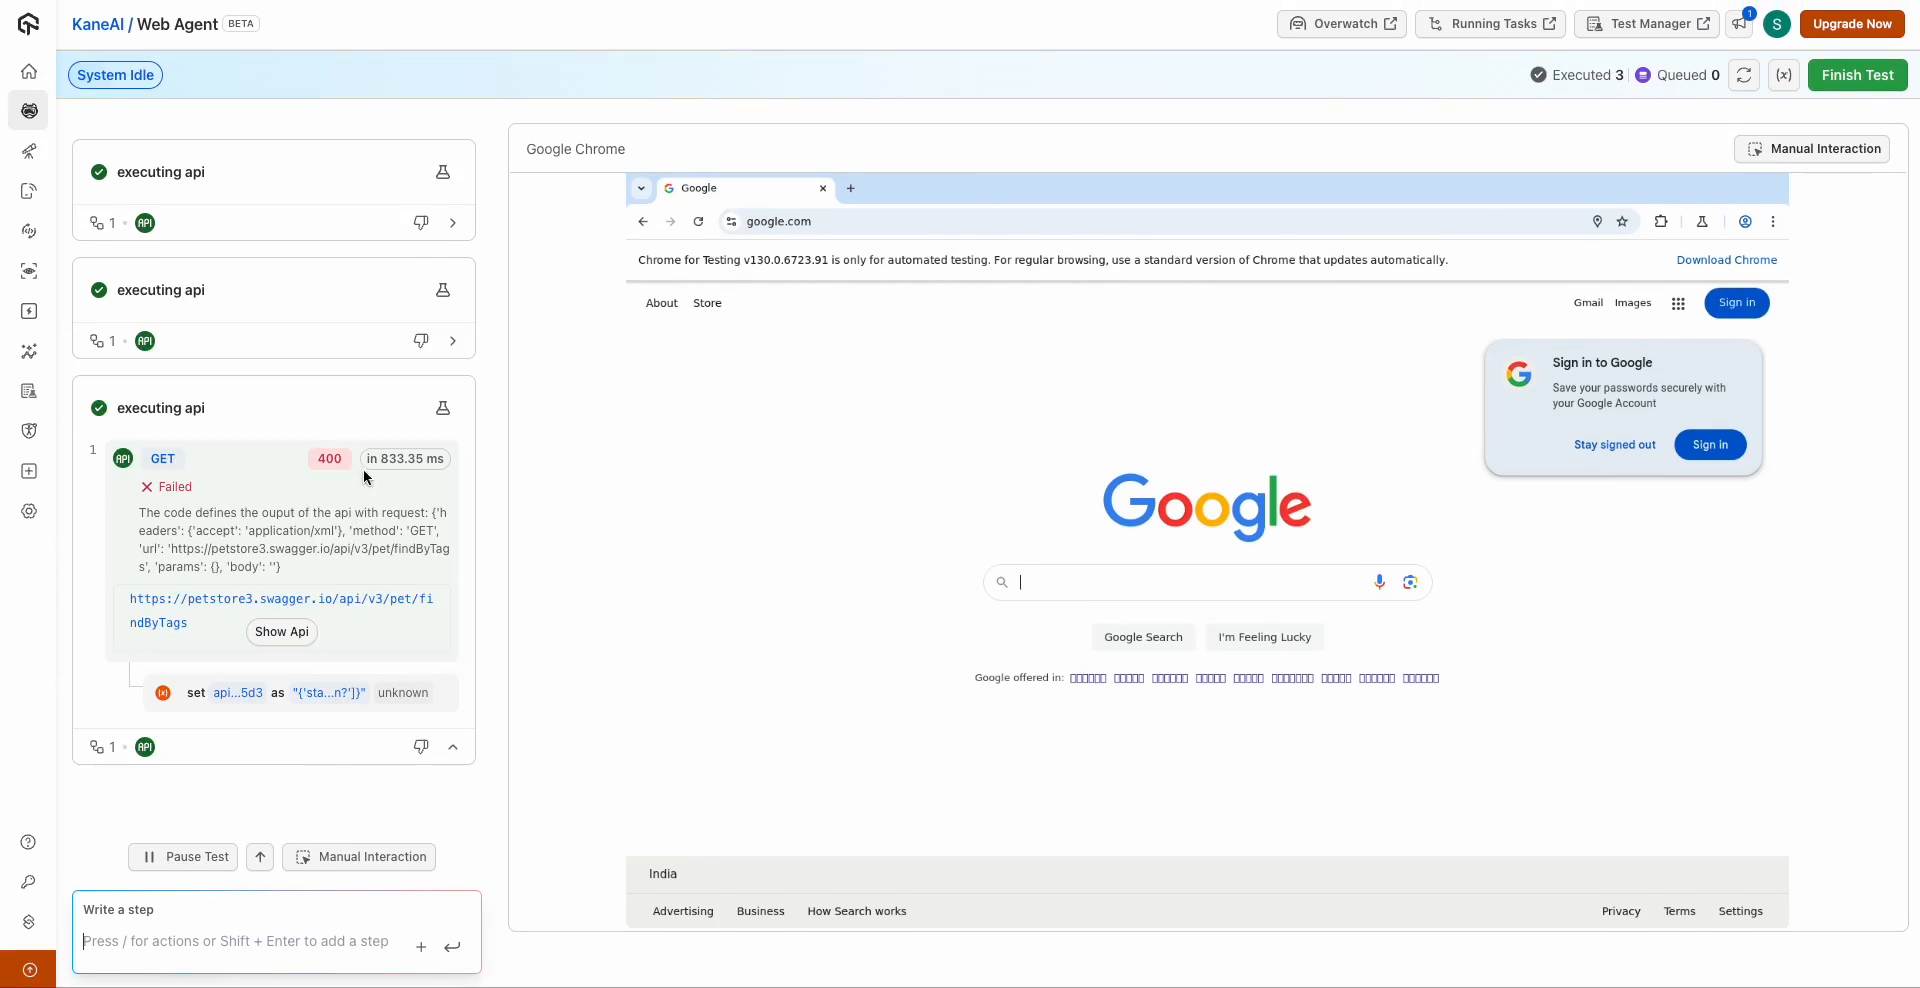 KaneAI / Web Agent BETA
Overwatch
Running Tasks
Test Manager
1
S
Upgrade Now
System Idle
Executed 3
Queued 0
(x)
Finish Test
executing api
1
API
executing api
1
API
executing api
1
API
GET
400
in 833.35 ms
Failed
The code defines the ouput of the api with request: {'h
eaders': {'accept': 'application/xml'}, 'method': 'GET',
'url': 'https://petstore3.swagger.io/api/v3/pet/findByTag
s', 'params': {}, 'body': ''}
https://petstore3.swagger.io/api/v3/pet/fi
ndByTags
Show Api
(x) set api...5d3 as "{'sta...n?']}" unknown
1
API
Pause Test
Manual Interaction
Write a step
Press / for actions or Shift + Enter to add a step
Google Chrome
Manual Interaction
Google
google.com
Chrome for Testing v130.0.6723.91 is only for automated testing. For regular browsing, use a standard version of Chrome that updates automatically.
Download Chrome
About Store
Gmail Images
Sign in
Sign in to Google
Save your passwords securely with
your Google Account
Stay signed out
Sign in
Google
Google Search
I'm Feeling Lucky
Google offered in:
India
Advertising Business How Search works
Privacy Terms Settings